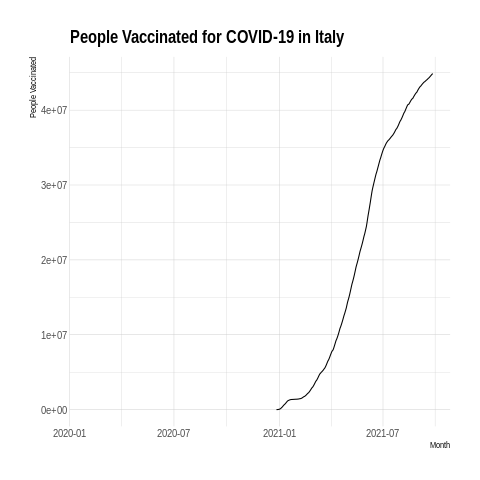 People Vaccinated for COVID-19 in Italy
People Vaccinated
4e+07
3e+07
2e+07
1e+07
0e+00
2020-01
2020-07
2021-01
2021-07
Month